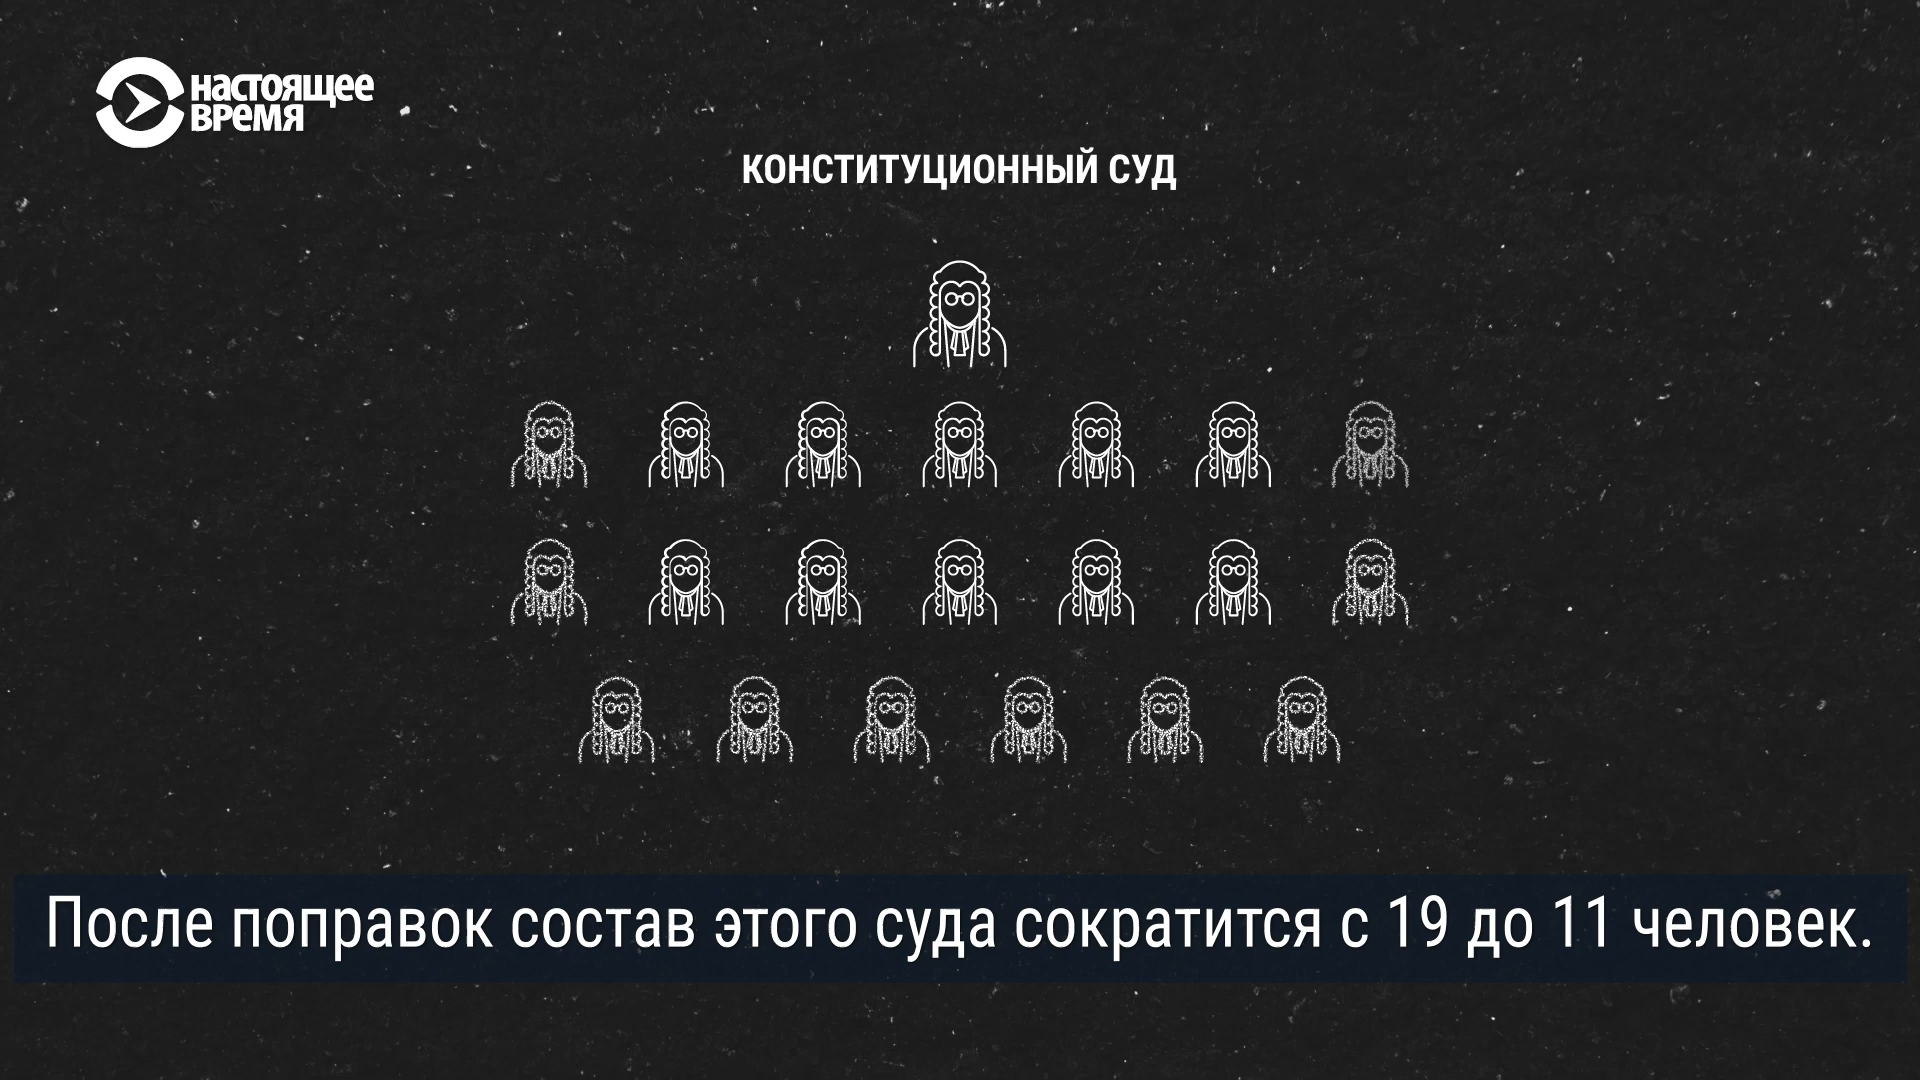 НАСТОЯЩЕЕ
ВРЕМЯ
КОНСТИТУЦИОННЫЙ СУД
После поправок состав этого суда сократится с 19 до 11 человек.